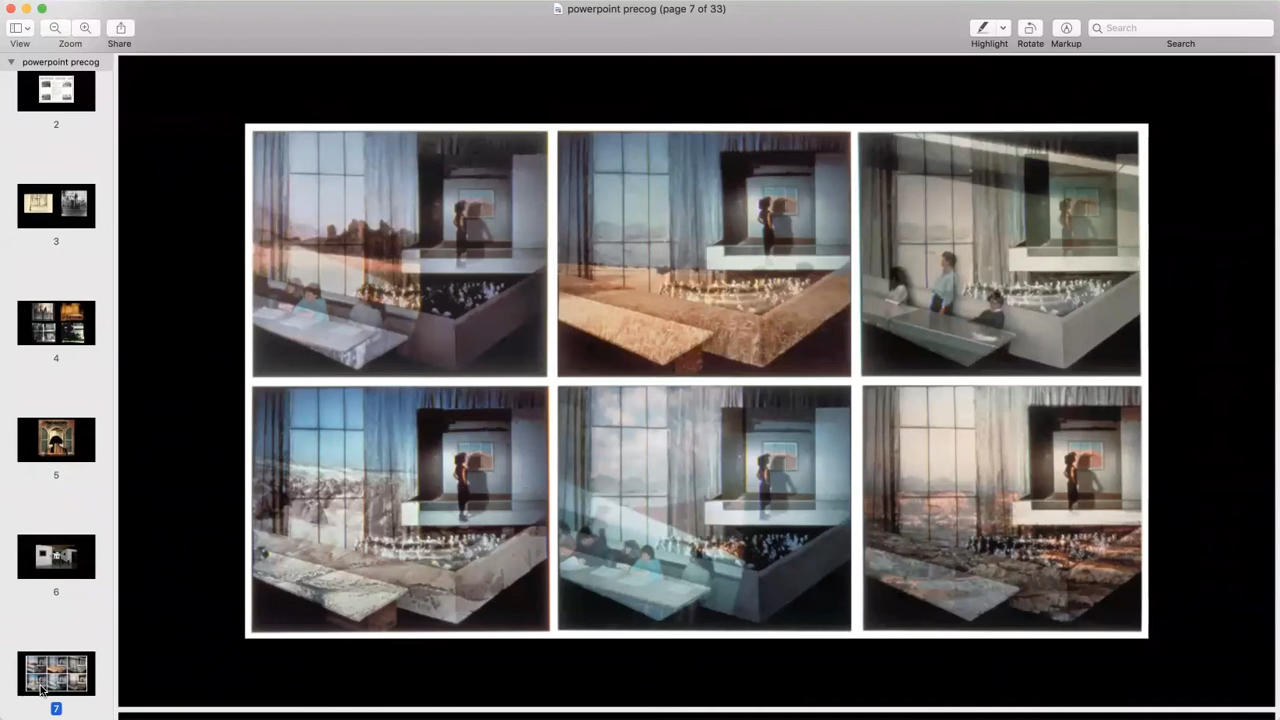 powerpoint precog (page 7 of 33)
View
Zoom
Share
Highlight
Rotate
Markup
Search
Search
powerpoint precog
2
3
4
5
6
7